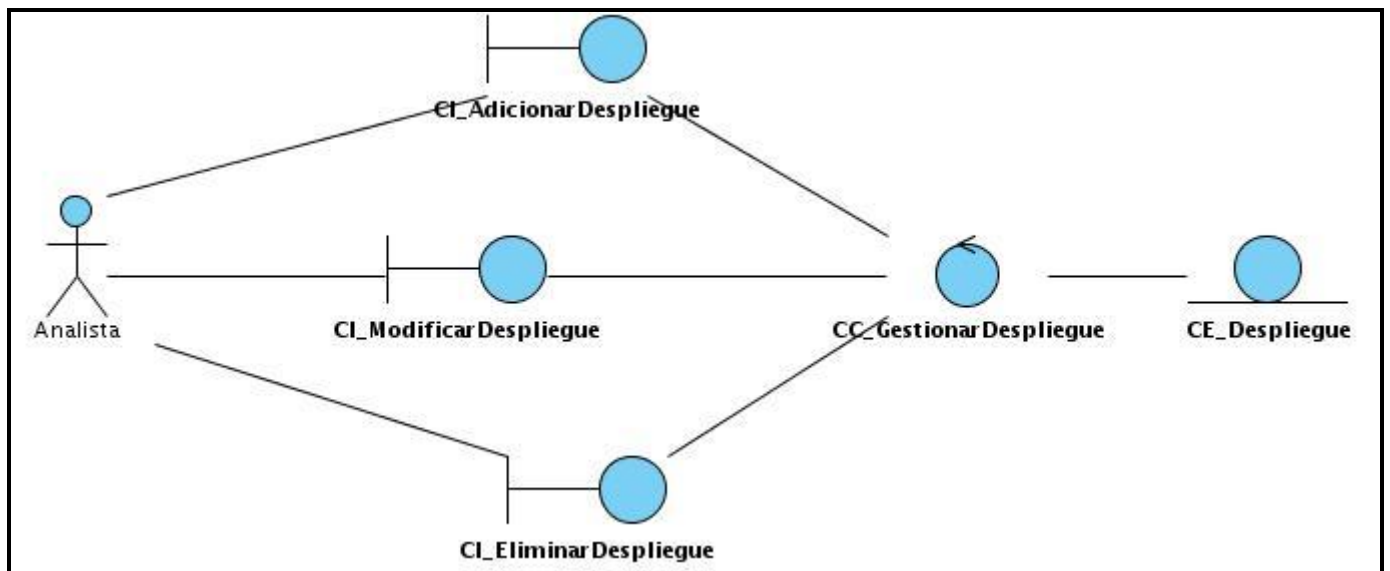 CI_AdicionarDespliegue
Analista
CI_ModificarDespliegue
CC_GestionarDespliegue
CE_Despliegue
CI_EliminarDespliegue